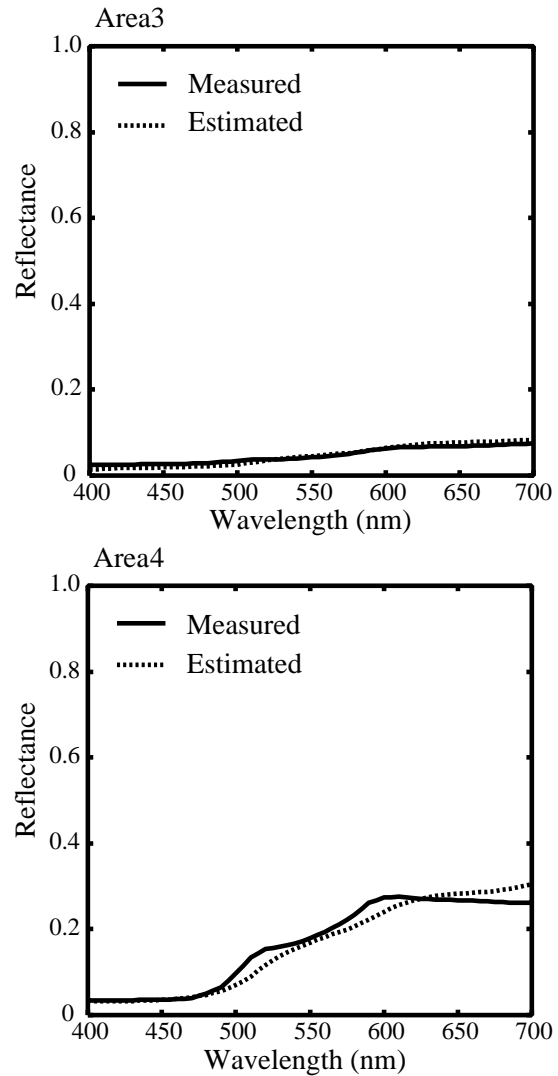 Area3
1.0
Measured
Estimated
0.8
0.6
Reflectance
0.4
0.2
0
400 450 500 550 600 650 700
Wavelength (nm)
Area4
1.0
Measured
Estimated
0.8
0.6
Reflectance
0.4
0.2
0
400 450 500 550 600 650 700
Wavelength (nm)